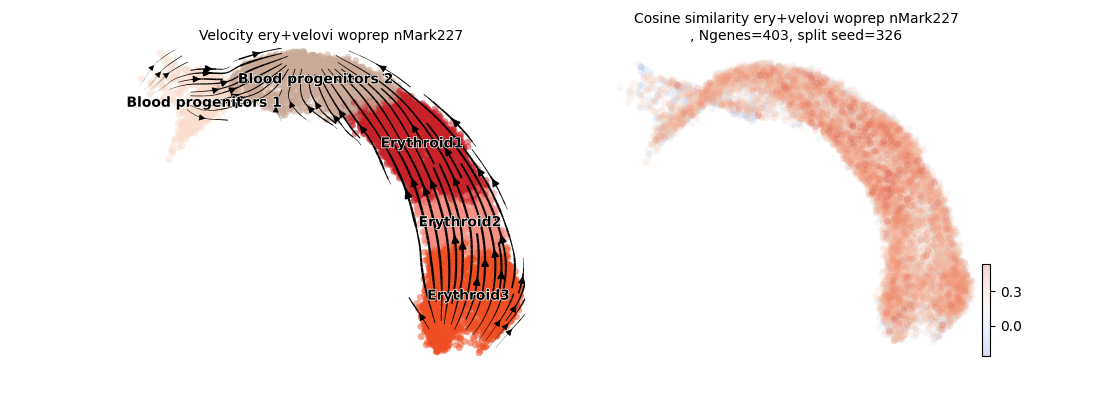 Velocity ery+velovi woprep nMark227
Blood progenitors 2
Blood progenitors 1
Erythroid1
Erythroid2
Erythroid3
Cosine similarity ery+velovi woprep nMark227
, Ngenes=403, split seed=326
0.3
0.0